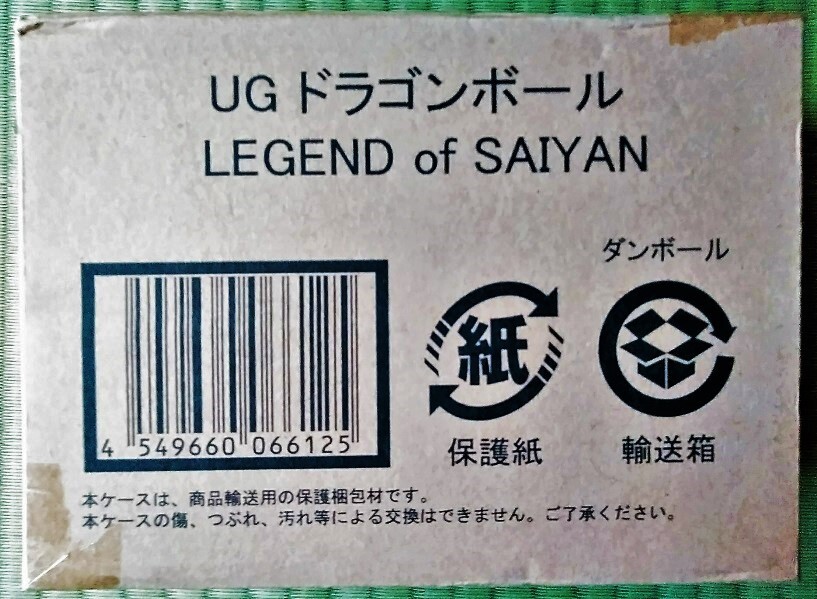 UG ドラゴンボール
LEGEND of SAIYAN
ダンボール
紙
保護紙
輸送箱
4 549660 066125
本ケースは、商品輸送用の保護梱包材です。
本ケースの傷、つぶれ、汚れ等による交換はできません。ご了承ください。